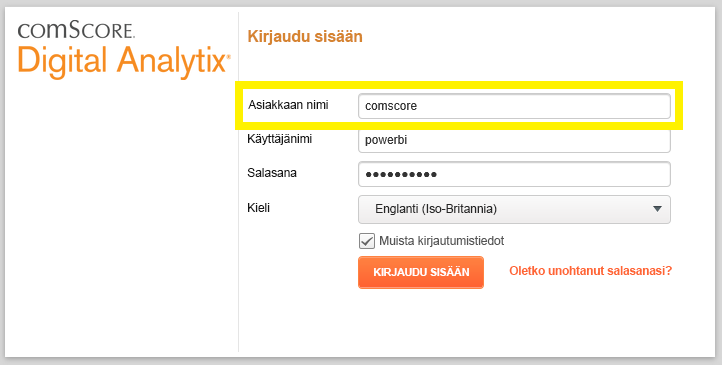 comSCORE.
Digital Analytix®
Kirjaudu sisään
Asiakkaan nimi comscore
Käyttäjänimi powerbi
Salasana ●●●●●●●●●●
Kieli Englanti (Iso-Britannia)
Muista kirjautumistiedot
KIRJAUDU SISÄÄN Oletko unohtanut salasanasi?